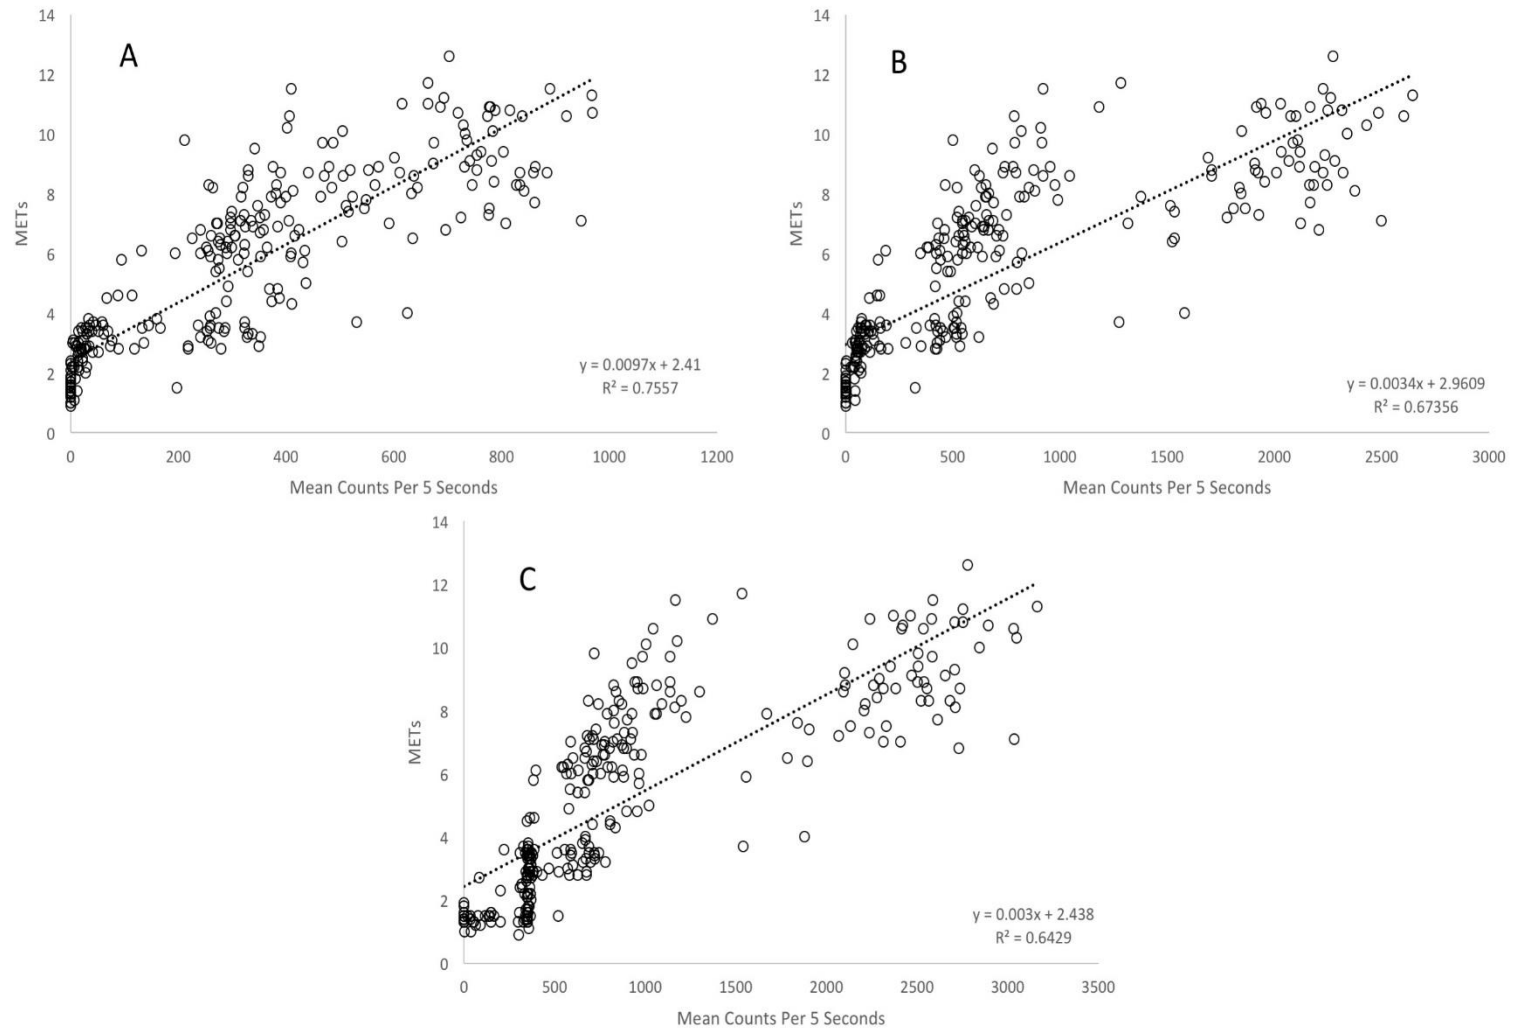 A
14
12
10
8
6
4
2
0
METs
y = 0.0097x + 2.41
R² = 0.7557
0 200 400 600 800 1000 1200
Mean Counts Per 5 Seconds
B
14
12
10
8
6
4
2
0
METs
y = 0.0034x + 2.9609
R² = 0.67356
0 500 1000 1500 2000 2500 3000
Mean Counts Per 5 Seconds
C
14
12
10
8
6
4
2
0
METs
y = 0.003x + 2.438
R² = 0.6429
0 500 1000 1500 2000 2500 3000 3500
Mean Counts Per 5 Seconds